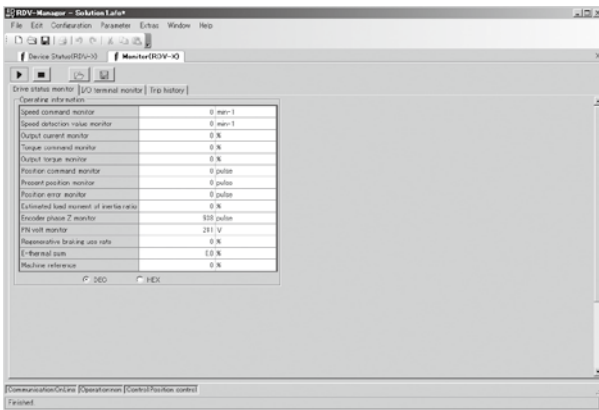 RDV-Manager - Solution1.afs*
File Edit Configuration Parameter Extras Window Help
Device Status(RDV-X) Monitor(RDV-X)
Drive status monitor I/O terminal monitor Trip history
Operating information
Speed command monitor 0 min-1
Speed detection value monitor 0 min-1
Output current monitor 0 %
Torque command monitor 0 %
Output torque monitor 0 %
Position command monitor 0 pulse
Present position monitor 0 pulse
Position error monitor 0 pulse
Estimated load moment of inertia ratio 0 %
Encoder phase Z monitor 938 pulse
PN volt monitor 281 V
Regenerative braking use rate 0 %
E-thermal sum 0.0 %
Machine reference 0 %
DEC HEX
Communication:OnLine Operation:non Control:Position control
Finished.